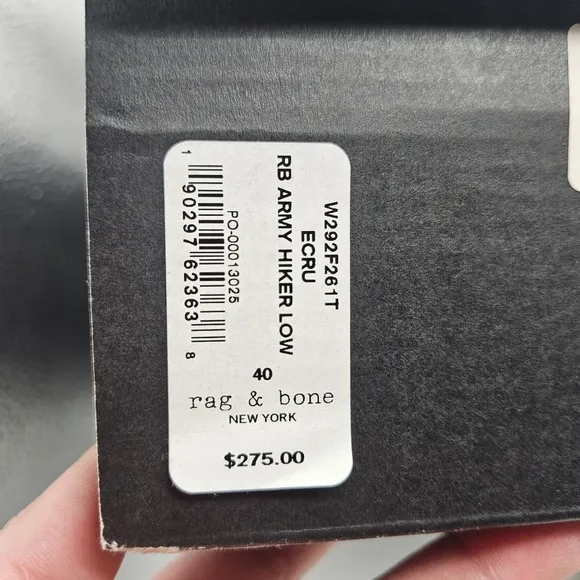 W292F261T
ECRU
RB ARMY HIKER LOW
PO-00013025
1 90297 62363 8
40
rag & bone
NEW YORK
$275.00